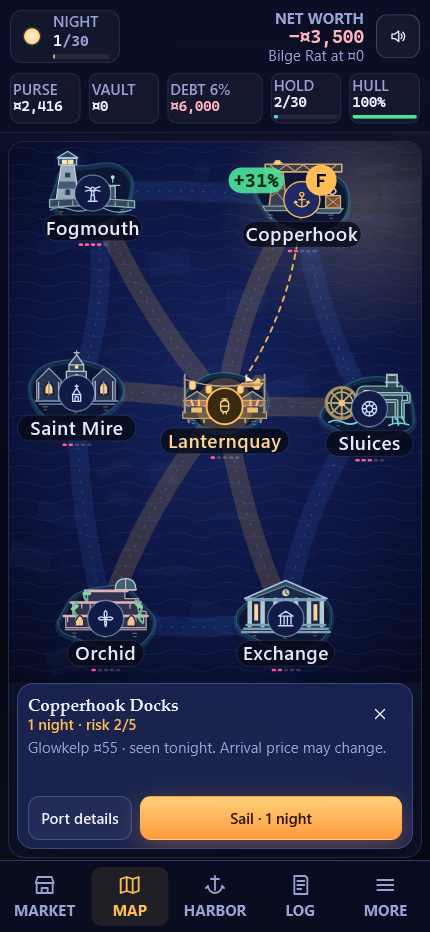 NIGHT
1/30
NET WORTH
−¤3,500
Bilge Rat at ¤0
PURSE
¤2,416
VAULT
¤0
DEBT 6%
¤6,000
HOLD
2/30
HULL
100%
+31%
F
Fogmouth
Copperhook
Saint Mire
Lanternquay
Sluices
Orchid
Exchange
Copperhook Docks
1 night · risk 2/5
Glowkelp ¤55 · seen tonight. Arrival price may change.
Port details
Sail · 1 night
MARKET
MAP
HARBOR
LOG
MORE